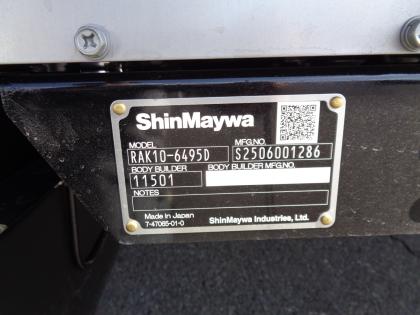 ShinMaywa
MODEL MFG.NO.
RAK10-6495D S2506001286
BODY BUILDER BODY BUILDER MFG.NO.
11501
NOTES
Made in Japan
7-47065-01-0 ShinMaywa Industries, Ltd.